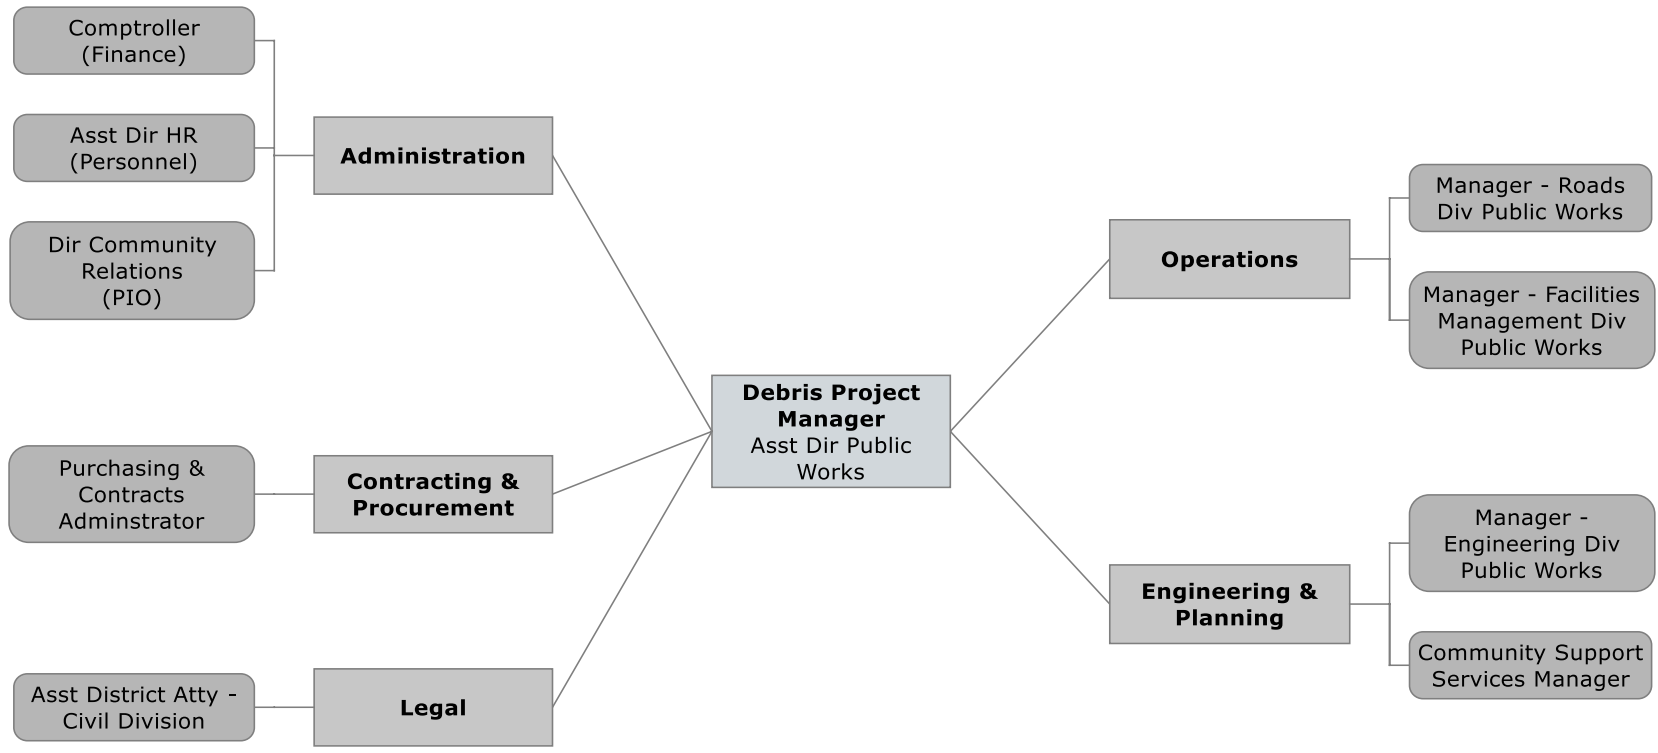 Comptroller
(Finance)
Asst Dir HR
(Personnel)
Dir Community
Relations
(PIO)
Administration
Purchasing &
Contracts
Adminstrator
Contracting &
Procurement
Asst District Atty -
Civil Division
Legal
Debris Project
Manager
Asst Dir Public
Works
Operations
Manager - Roads
Div Public Works
Manager - Facilities
Management Div
Public Works
Engineering &
Planning
Manager -
Engineering Div
Public Works
Community Support
Services Manager